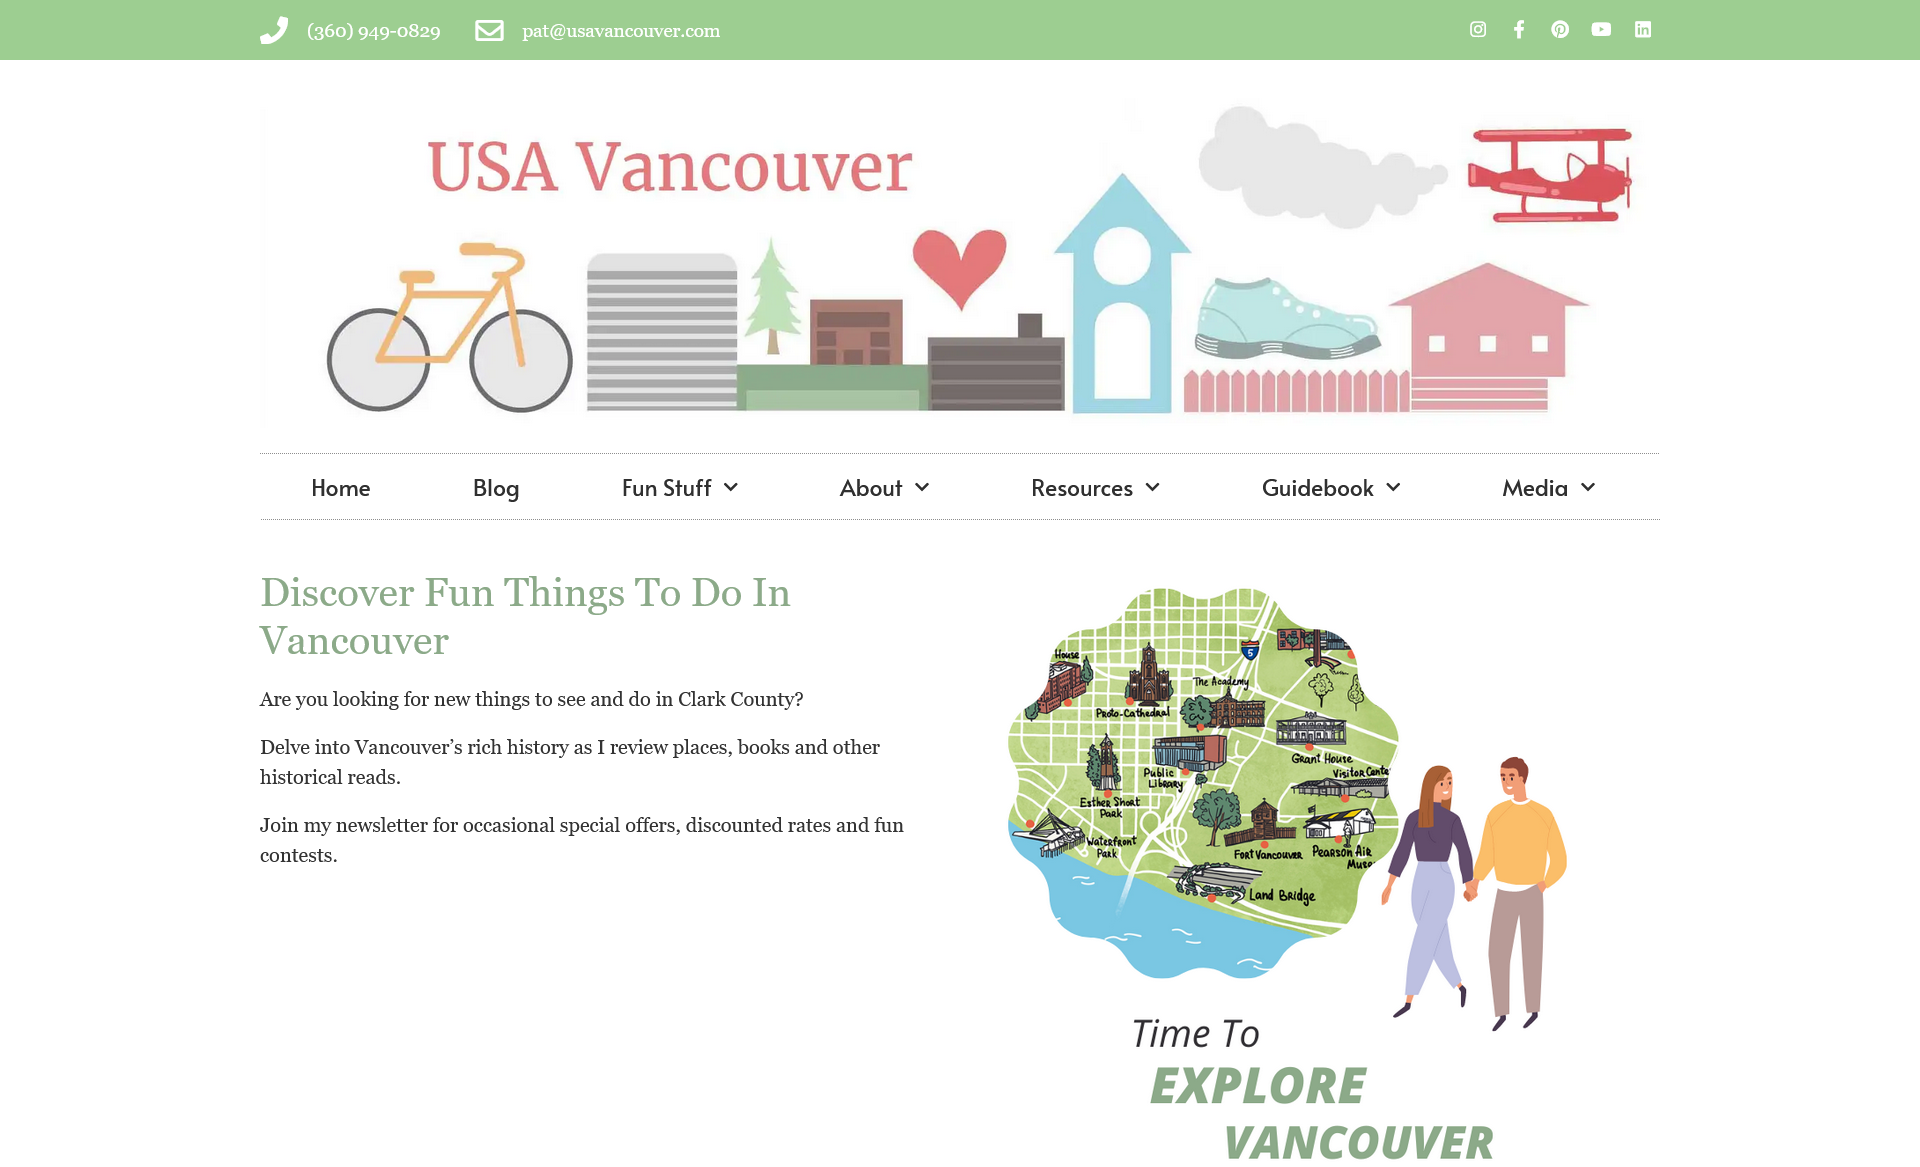 (360) 949-0829
pat@usavancouver.com
USA Vancouver
Home
Blog
Fun Stuff
About
Resources
Guidebook
Media
Discover Fun Things To Do In
Vancouver
Are you looking for new things to see and do in Clark County?
Delve into Vancouver’s rich history as I review places, books and other
historical reads.
Join my newsletter for occasional special offers, discounted rates and fun
contests.
House
5
Proto-Cathedral
The Academy
Grant House
Public
Library
Visitor Cente
Esther Short
Park
Waterfront
Park
Fort Vancouver
Pearson Air
Land Bridge
Time To
EXPLORE
VANCOUVER